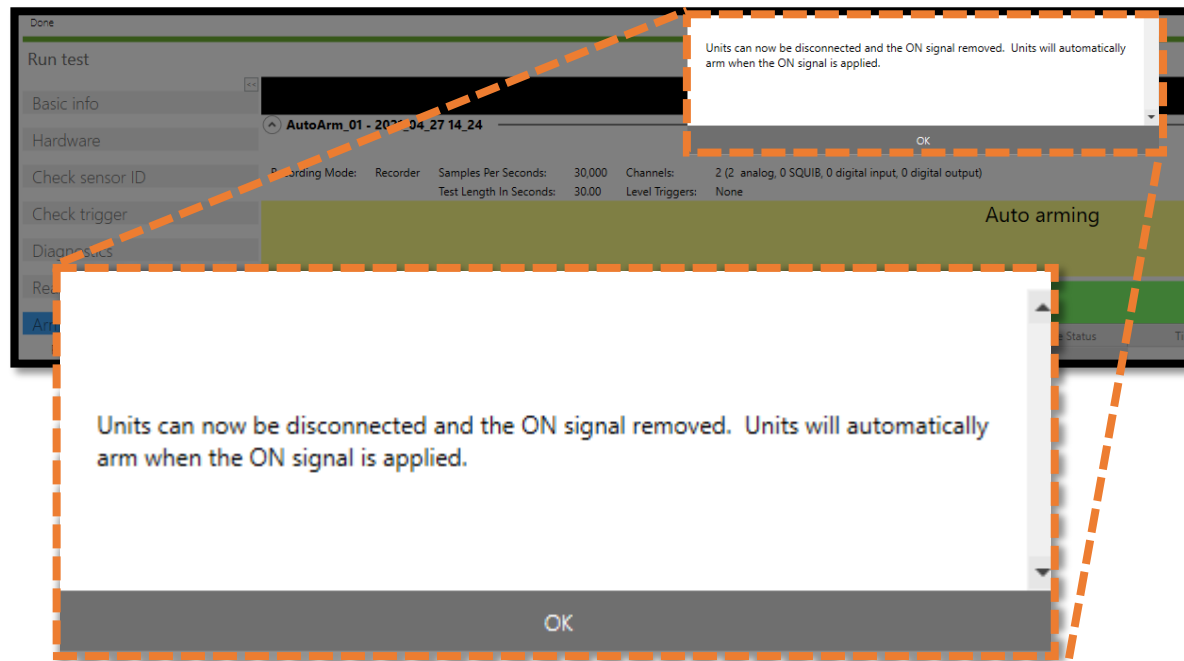 Done
Run test
<<
Basic info
Hardware
Check sensor ID
Check trigger
Diagnostics
Units can now be disconnected and the ON signal removed. Units will automatically
arm when the ON signal is applied.
OK
AutoArm_01 - 04_27 14_24
Recording Mode: Recorder Samples Per Seconds: 30,000 Channels: 2 (2 analog, 0 SQUIB, 0 digital input, 0 digital output)
Test Length In Seconds: 30.00 Level Triggers: None
Auto arming
Status
Units can now be disconnected and the ON signal removed. Units will automatically
arm when the ON signal is applied.
OK